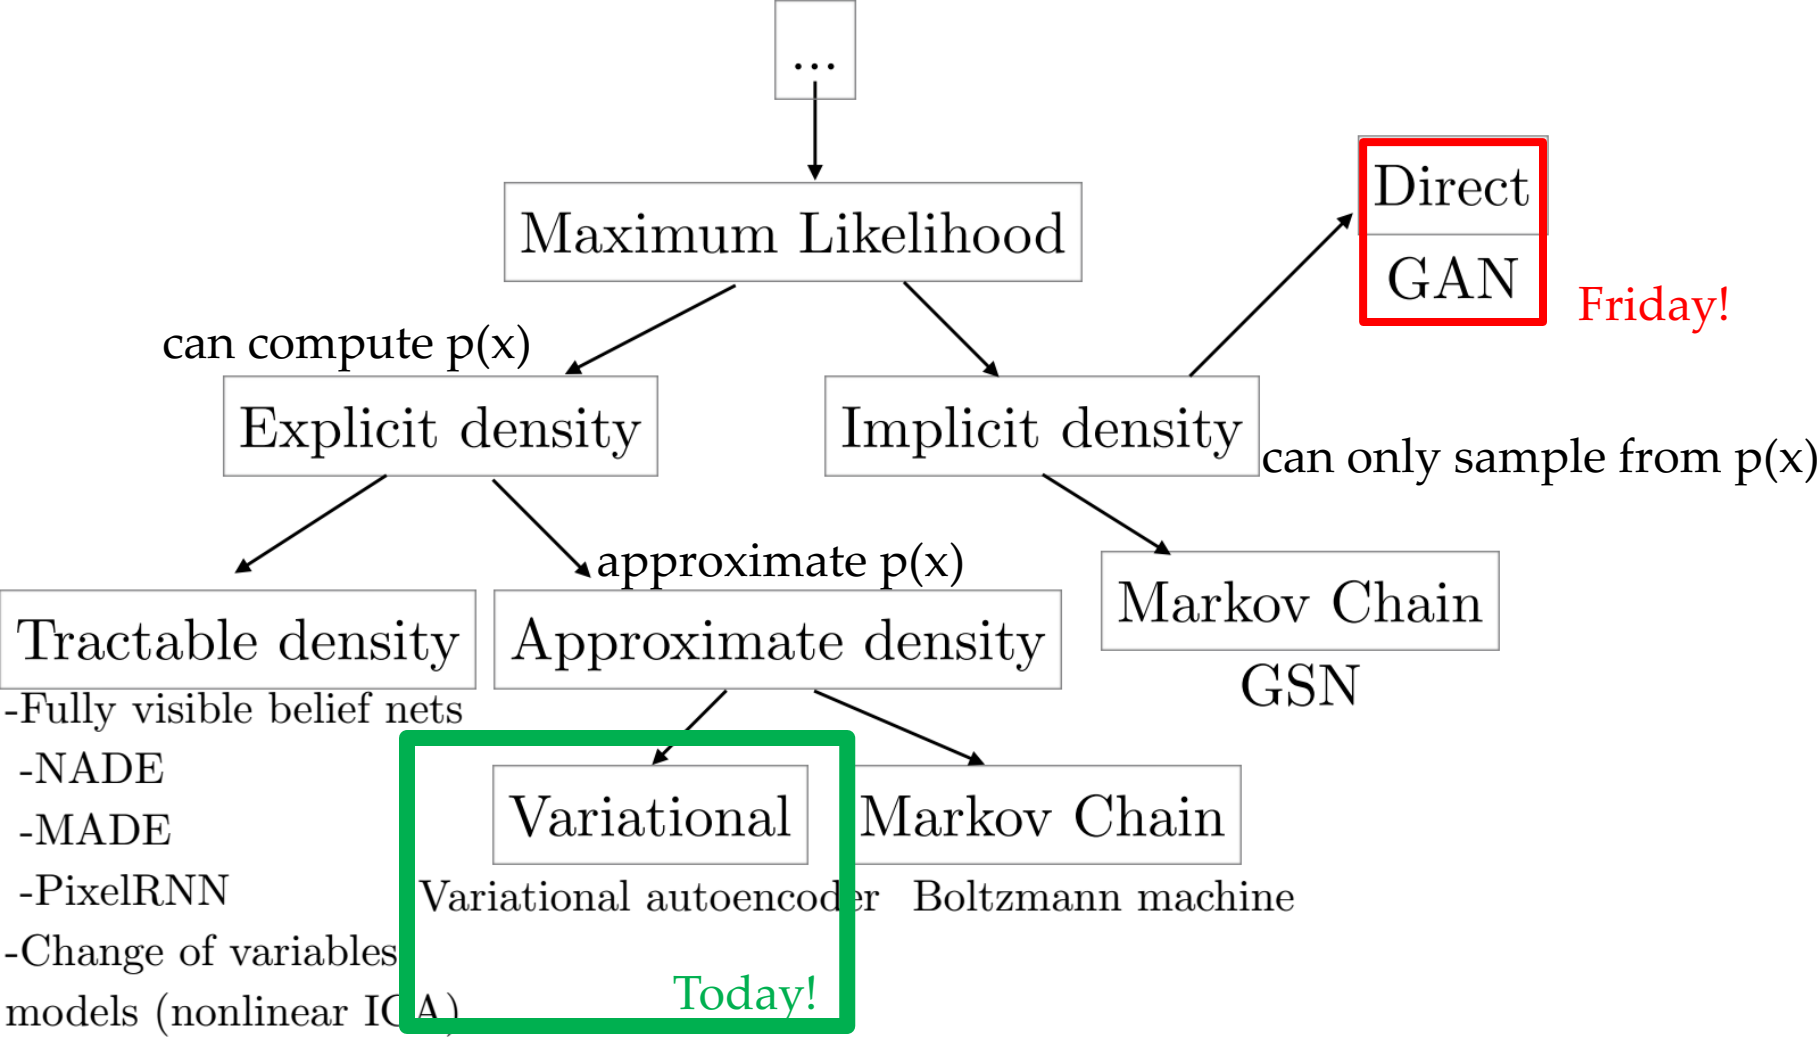 ...
Maximum Likelihood
Direct
GAN
Friday!
can compute p(x)
Explicit density
Implicit density
can only sample from p(x)
approximate p(x)
Tractable density
Approximate density
Markov Chain
GSN
-Fully visible belief nets
-NADE
-MADE
-PixelRNN
-Change of variables
models (nonlinear ICA)
Variational
Markov Chain
Variational autoencoder
Boltzmann machine
Today!